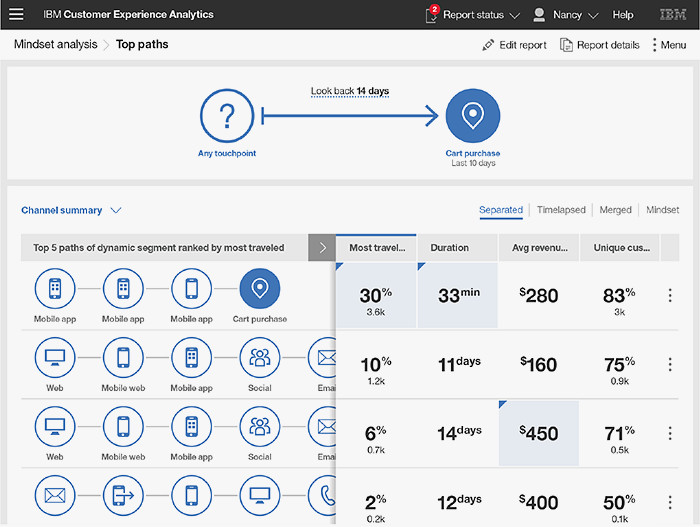 IBM Customer Experience Analytics
2 Report status Nancy Help IBM
Mindset analysis Top paths Edit report Report details Menu
Look back 14 days
?
Any touchpoint Cart purchase
Last 10 days
Channel summary Separated Timelapsed Merged Mindset
Top 5 paths of dynamic segment ranked by most traveled Most travel... Duration Avg revenu... Unique cus...
30% 33min $280 83%
3.6k 3k
Mobile app Mobile app Mobile app Cart purchase
10% 11days $160 75%
1.2k 0.9k
Web Mobile web Mobile app Social Emai
6% 14days $450 71%
0.7k 0.5k
Web Mobile web Mobile app Social Emai
2% 12days $400 50%
0.2k 0.1k